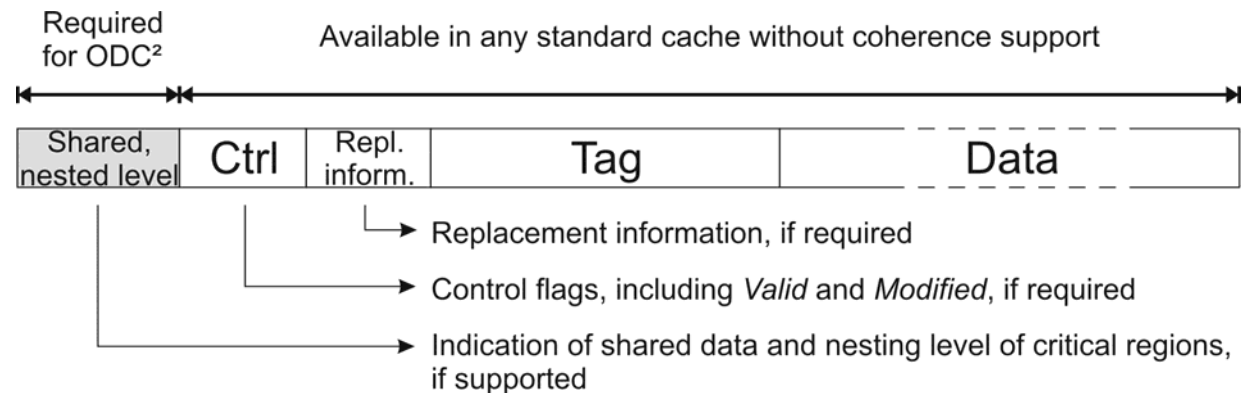 Required
for ODC²
Available in any standard cache without coherence support
Shared,
nested level
Ctrl
Repl.
inform.
Tag
Data
Replacement information, if required
Control flags, including Valid and Modified, if required
Indication of shared data and nesting level of critical regions,
if supported